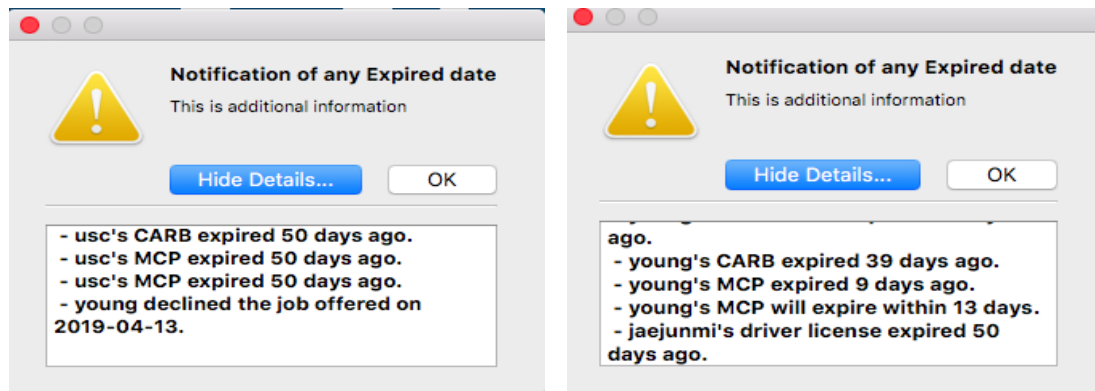 Notification of any Expired date
This is additional information
Hide Details...
OK
- usc's CARB expired 50 days ago.
- usc's MCP expired 50 days ago.
- usc's MCP expired 50 days ago.
- young declined the job offered on
2019-04-13.
Notification of any Expired date
This is additional information
Hide Details...
OK
ago.
- young's CARB expired 39 days ago.
- young's MCP expired 9 days ago.
- young's MCP will expire within 13 days.
- jaejunmi's driver license expired 50
days ago.